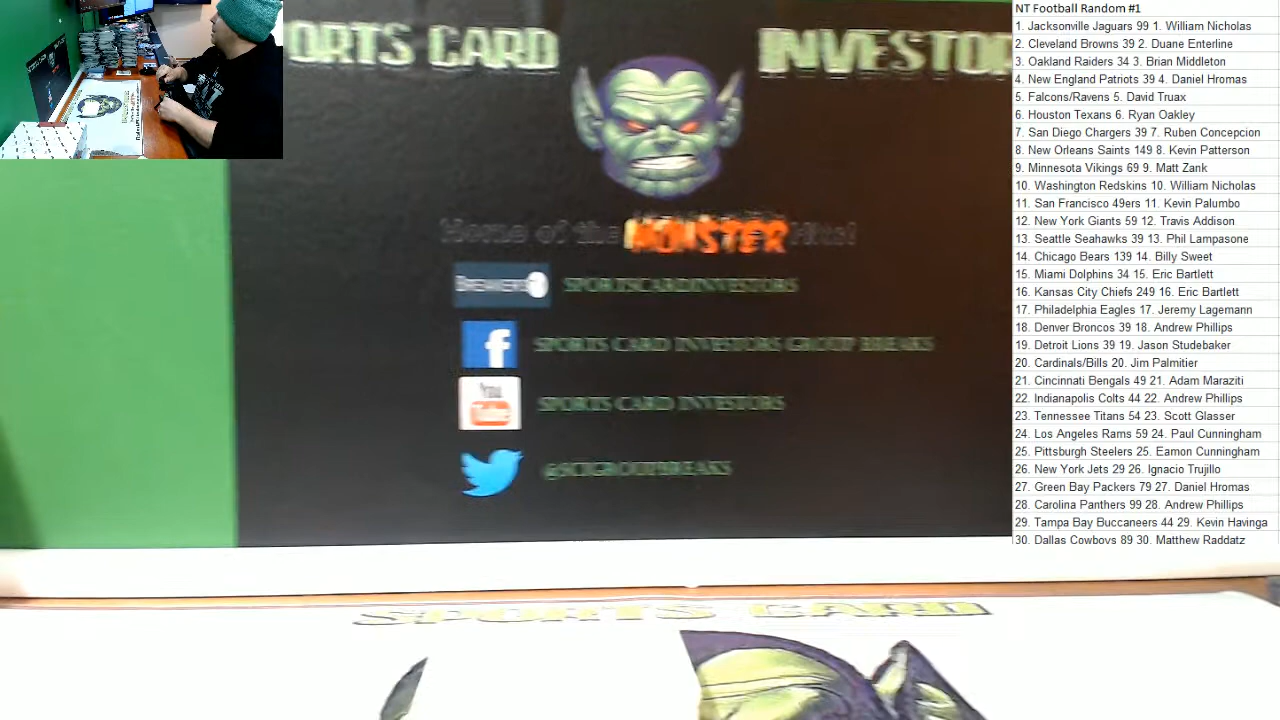 ORTS CARD INVESTOR
Home of the MONSTER Hits!
SPORTSCARDINVESTORS
f SPORTS CARD INVESTORS GROUP BREAKS
You Tube SPORTS CARD INVESTORS
@SCIGROUPBREAKS
SPORTS CARD
NT Football Random #1
1. Jacksonville Jaguars 99 1. William Nicholas
2. Cleveland Browns 39 2. Duane Enterline
3. Oakland Raiders 34 3. Brian Middleton
4. New England Patriots 39 4. Daniel Hromas
5. Falcons/Ravens 5. David Truax
6. Houston Texans 6. Ryan Oakley
7. San Diego Chargers 39 7. Ruben Concepcion
8. New Orleans Saints 149 8. Kevin Patterson
9. Minnesota Vikings 69 9. Matt Zank
10. Washington Redskins 10. William Nicholas
11. San Francisco 49ers 11. Kevin Palumbo
12. New York Giants 59 12. Travis Addison
13. Seattle Seahawks 39 13. Phil Lampasone
14. Chicago Bears 139 14. Billy Sweet
15. Miami Dolphins 34 15. Eric Bartlett
16. Kansas City Chiefs 249 16. Eric Bartlett
17. Philadelphia Eagles 17. Jeremy Lagemann
18. Denver Broncos 39 18. Andrew Phillips
19. Detroit Lions 39 19. Jason Studebaker
20. Cardinals/Bills 20. Jim Palmitier
21. Cincinnati Bengals 49 21. Adam Maraziti
22. Indianapolis Colts 44 22. Andrew Phillips
23. Tennessee Titans 54 23. Scott Glasser
24. Los Angeles Rams 59 24. Paul Cunningham
25. Pittsburgh Steelers 25. Eamon Cunningham
26. New York Jets 29 26. Ignacio Trujillo
27. Green Bay Packers 79 27. Daniel Hromas
28. Carolina Panthers 99 28. Andrew Phillips
29. Tampa Bay Buccaneers 44 29. Kevin Havinga
30. Dallas Cowboys 89 30. Matthew Raddatz